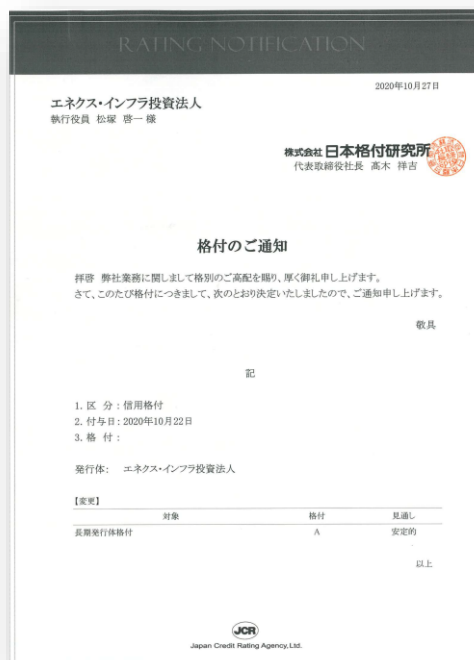 RATING NOTIFICATION
2020年10月27日
エネクス・インフラ投資法人
執行役員 松塚 啓一 様
株式会社 日本格付研究所
代表取締役社長 髙木 祥吉
格付のご通知
拝啓 弊社業務に関しまして格別のご高配を賜り、厚く御礼申し上げます。
さて、このたび格付につきまして、次のとおり決定いたしましたので、ご通知申し上げます。
敬具
記
1. 区 分 : 信用格付
2. 付与日 : 2020年10月22日
3. 格 付 :
発行体: エネクス・インフラ投資法人
【変更】
対象 格付 見通し
長期発行体格付 A 安定的
以上
JCR
Japan Credit Rating Agency, Ltd.